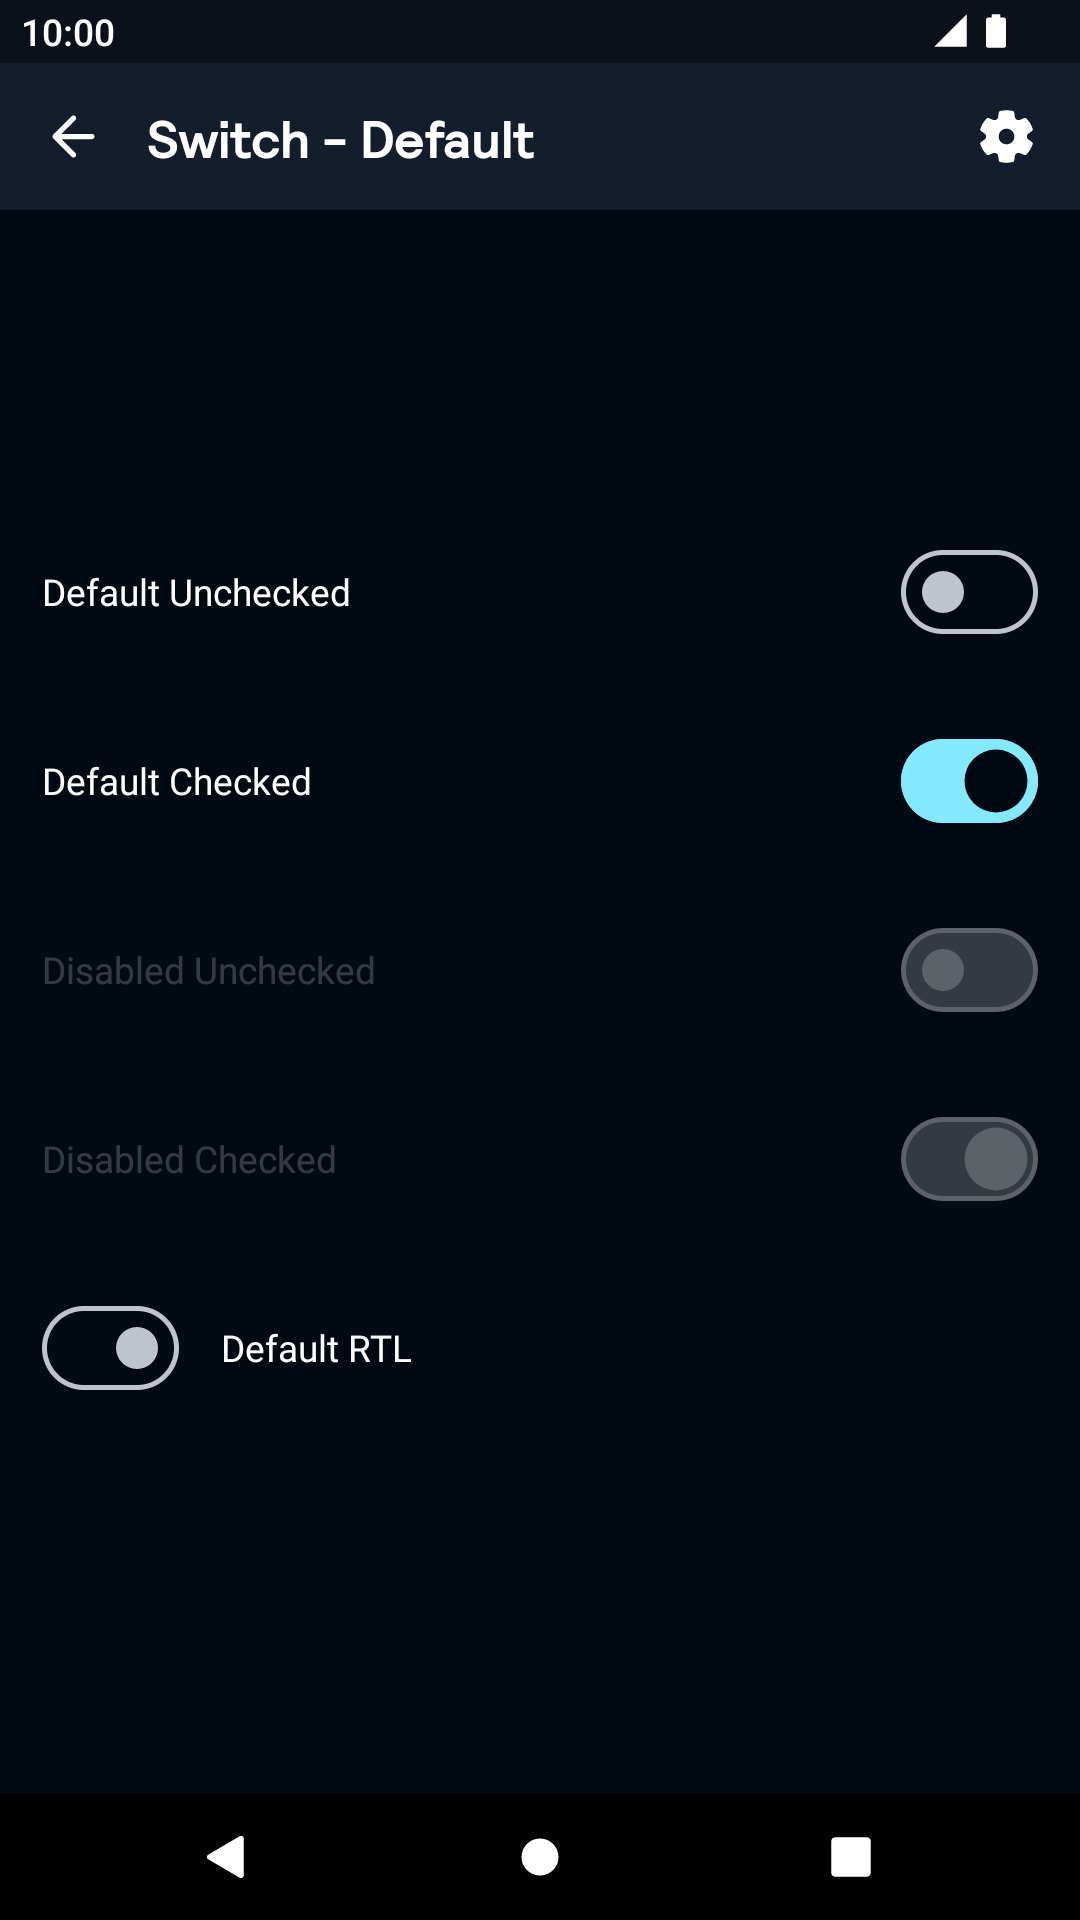 10:00
Switch - Default
Default Unchecked
Default Checked
Disabled Unchecked
Disabled Checked
Default RTL